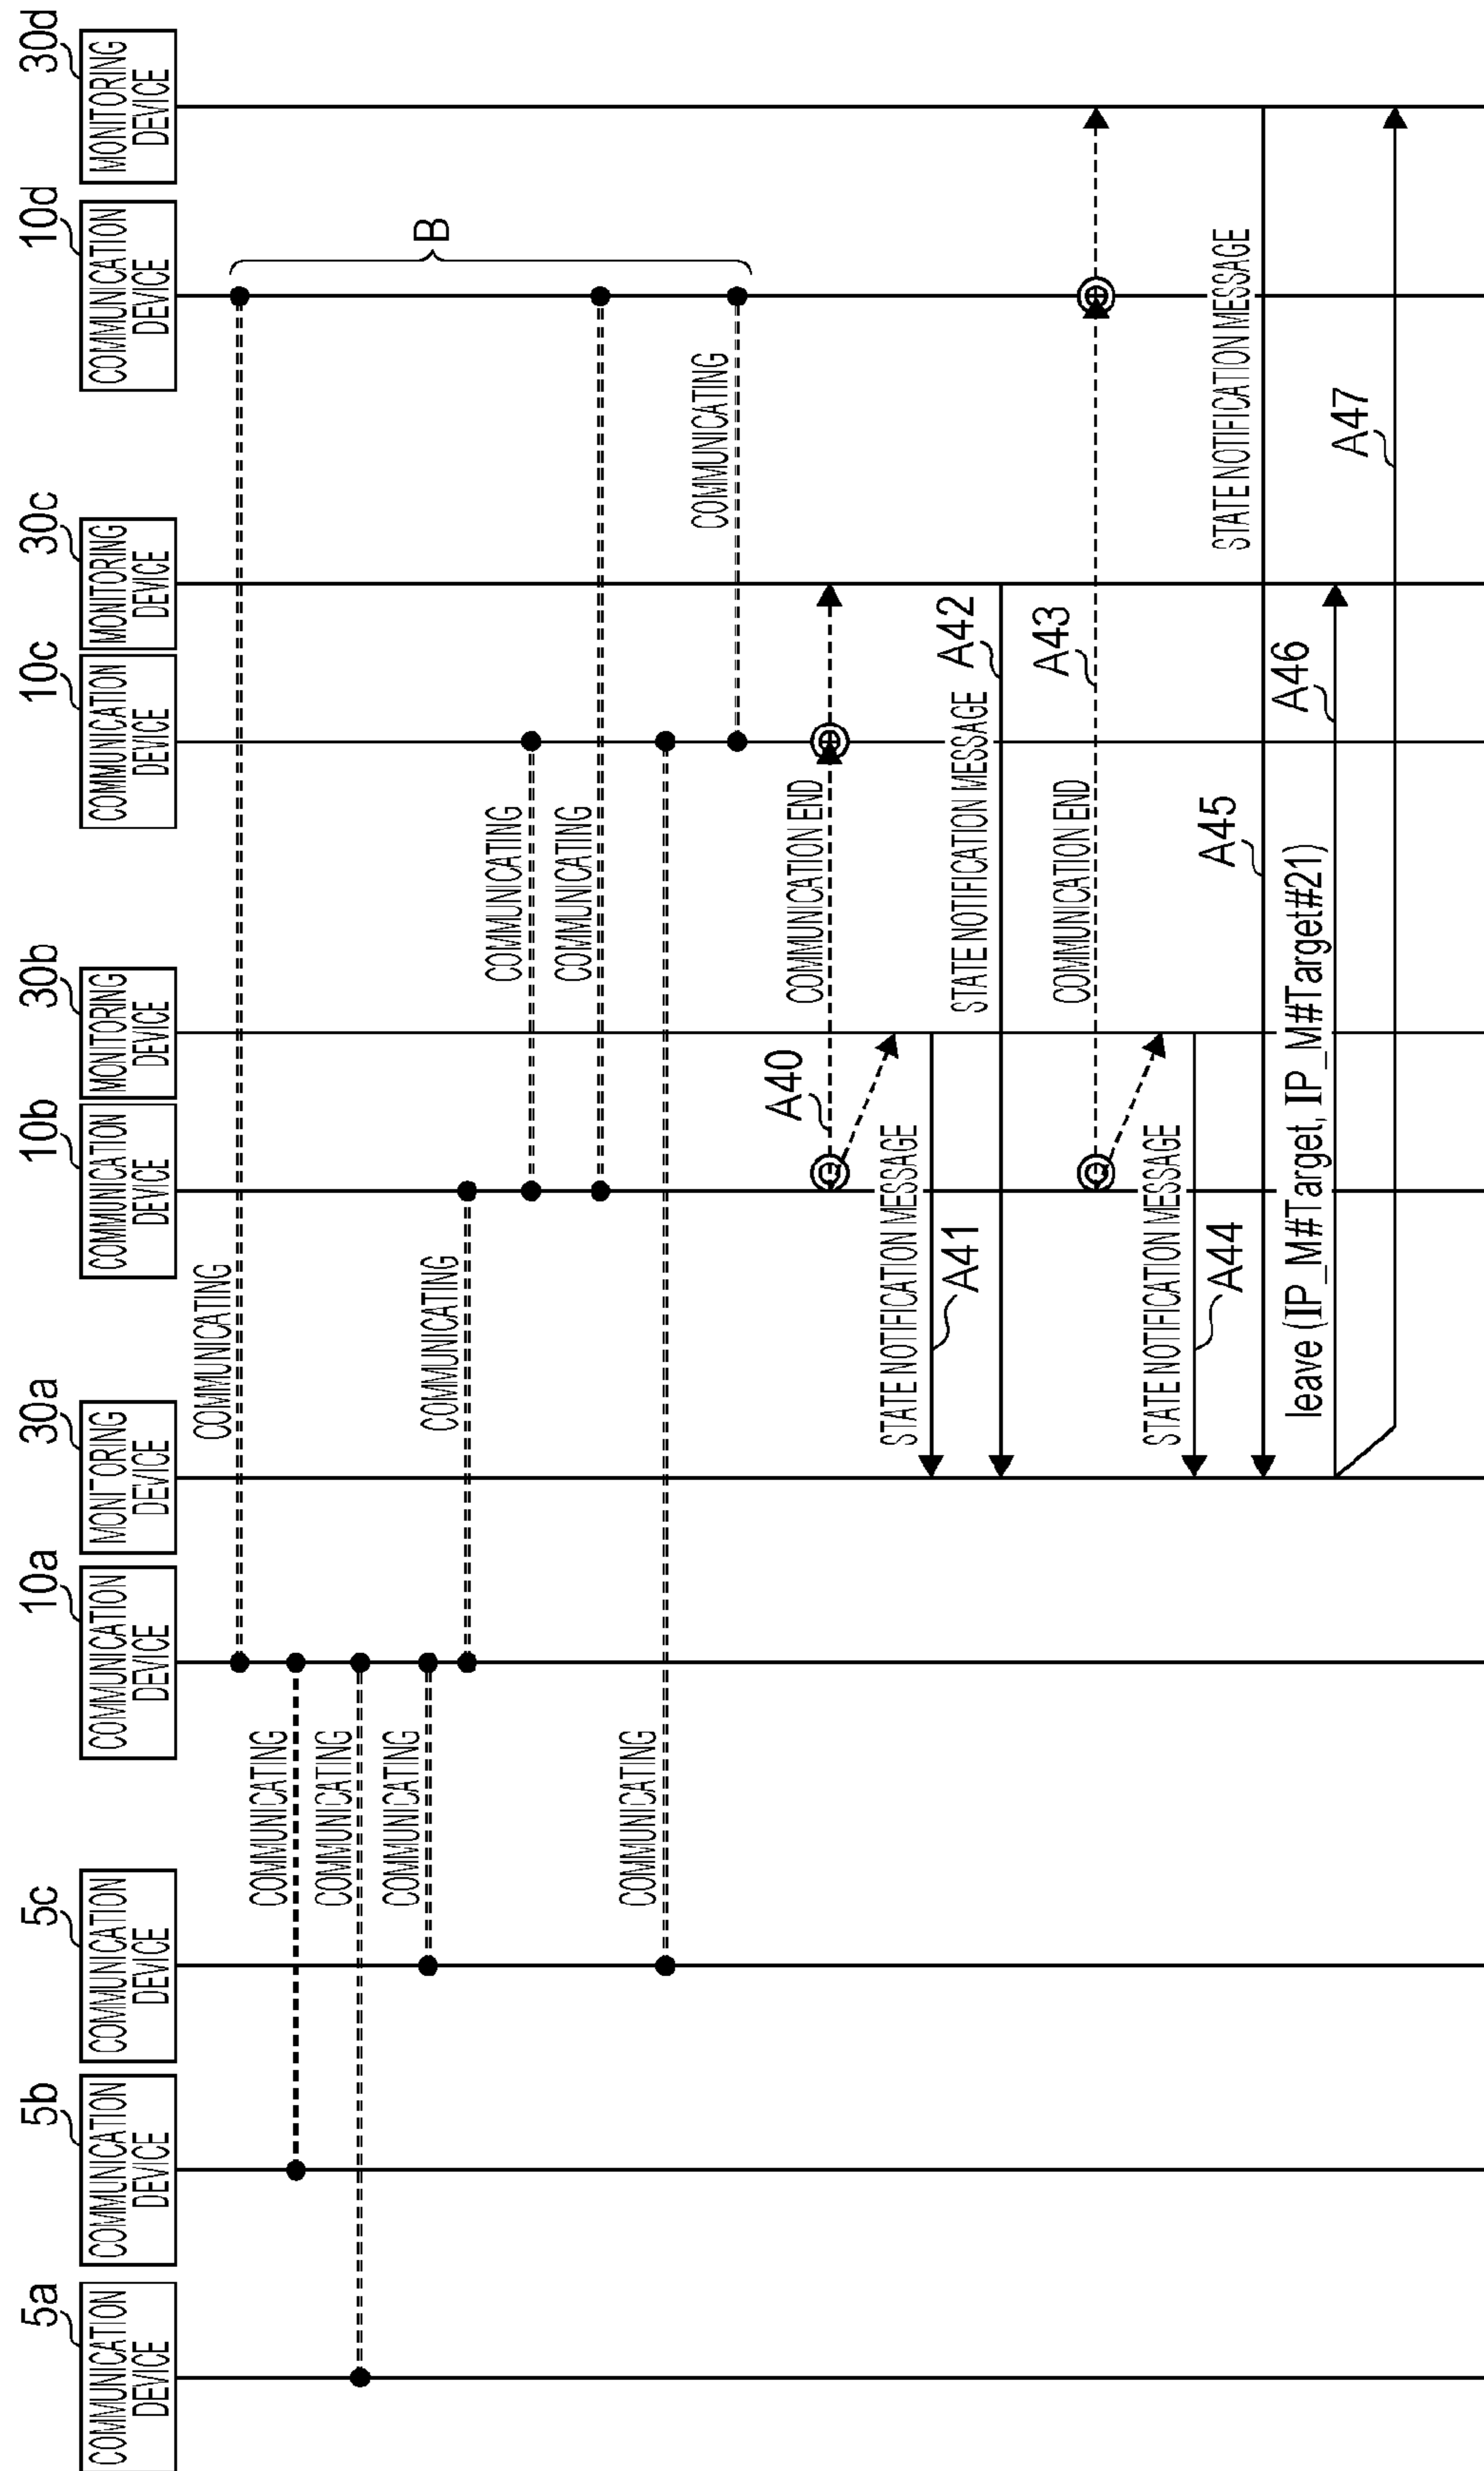 5a
COMMUNICATION
DEVICE
5b
COMMUNICATION
DEVICE
5c
COMMUNICATION
DEVICE
10a
COMMUNICATION
DEVICE
30a
MONITORING
DEVICE
10b
COMMUNICATION
DEVICE
30b
MONITORING
DEVICE
10c
COMMUNICATION
DEVICE
30c
MONITORING
DEVICE
10d
COMMUNICATION
DEVICE
30d
MONITORING
DEVICE
COMMUNICATING
COMMUNICATING
COMMUNICATING
COMMUNICATING
COMMUNICATING
B
COMMUNICATING
COMMUNICATING
COMMUNICATING
COMMUNICATING
A40
COMMUNICATION END
STATE NOTIFICATION MESSAGE
A41
STATE NOTIFICATION MESSAGE
A42
COMMUNICATION END
A43
STATE NOTIFICATION MESSAGE
A44
A45
STATE NOTIFICATION MESSAGE
leave (IP_M#Target, IP_M#Target#21)
A46
A47